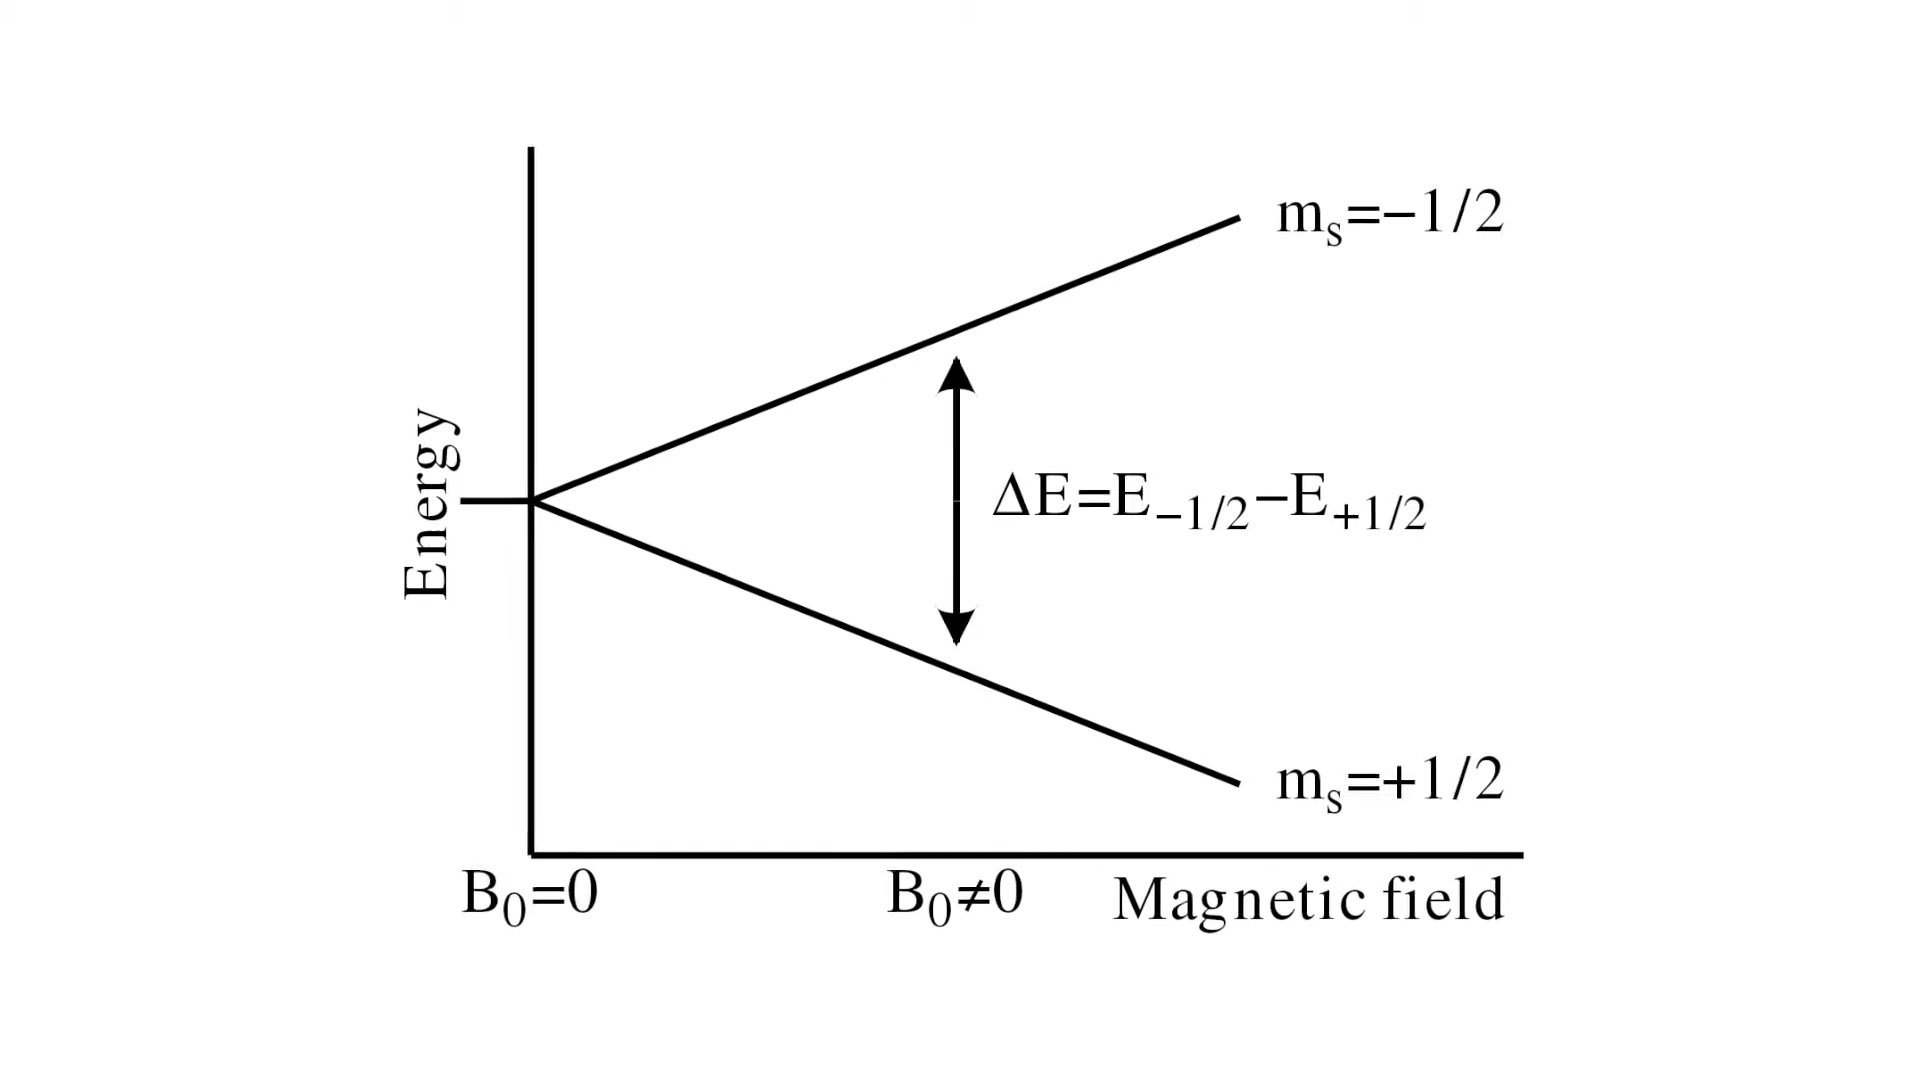 mₛ=−1/2
Energy
ΔE=E₋₁/₂−E₊₁/₂
mₛ=+1/2
B₀=0
B₀≠0
Magnetic field